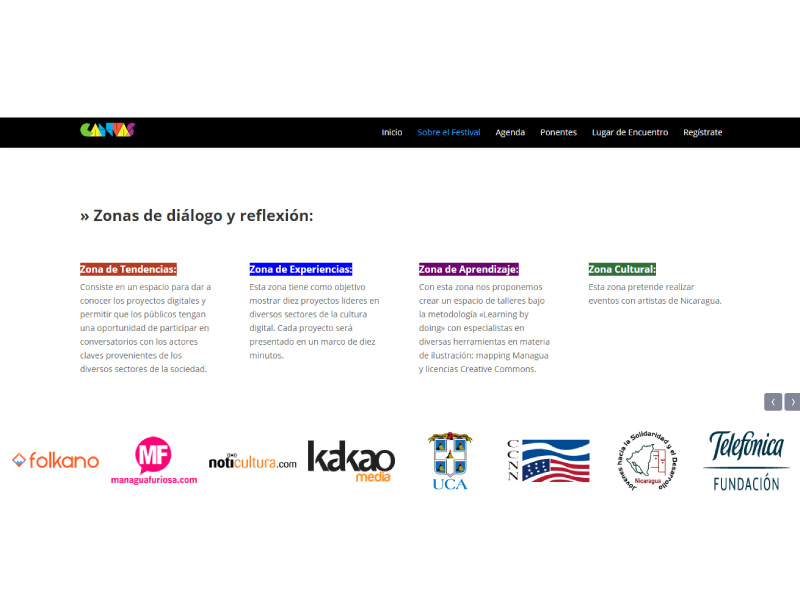 CANVAS
Inicio Sobre el Festival Agenda Ponentes Lugar de Encuentro Regístrate
» Zonas de diálogo y reflexión:
Zona de Tendencias:
Consiste en un espacio para dar a
conocer los proyectos digitales y
permitir que los públicos tengan
una oportunidad de participar en
conversatorios con los actores
claves provenientes de los
diversos sectores de la sociedad.
Zona de Experiencias:
Esta zona tiene como objetivo
mostrar diez proyectos líderes en
diversos sectores de la cultura
digital. Cada proyecto será
presentado en un marco de diez
minutos.
Zona de Aprendizaje:
Con esta zona nos proponemos
crear un espacio de talleres bajo
la metodología «Learning by
doing» con especialistas en
diversas herramientas en materia
de ilustración; mapping Managua
y licencias Creative Commons.
Zona Cultural:
Esta zona pretende realizar
eventos con artistas de Nicaragua.
‹ ›
folkano
MF
managuafuriosa.com
noticultura.com
kakao
media
UCA
CCNN
Jóvenes hacia la Solidaridad y el Desarrollo
Nicaragua
Telefónica
FUNDACIÓN